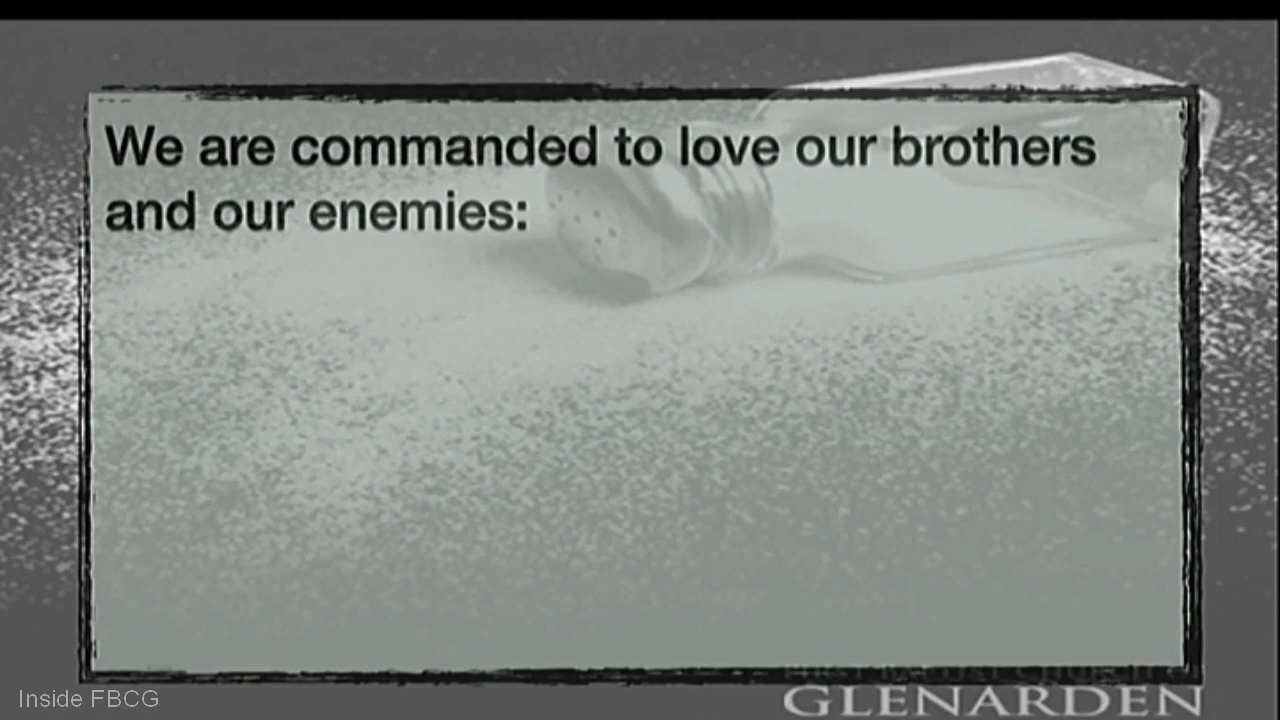 We are commanded to love our brothers
and our enemies:
Inside FBCG
GLENARDEN